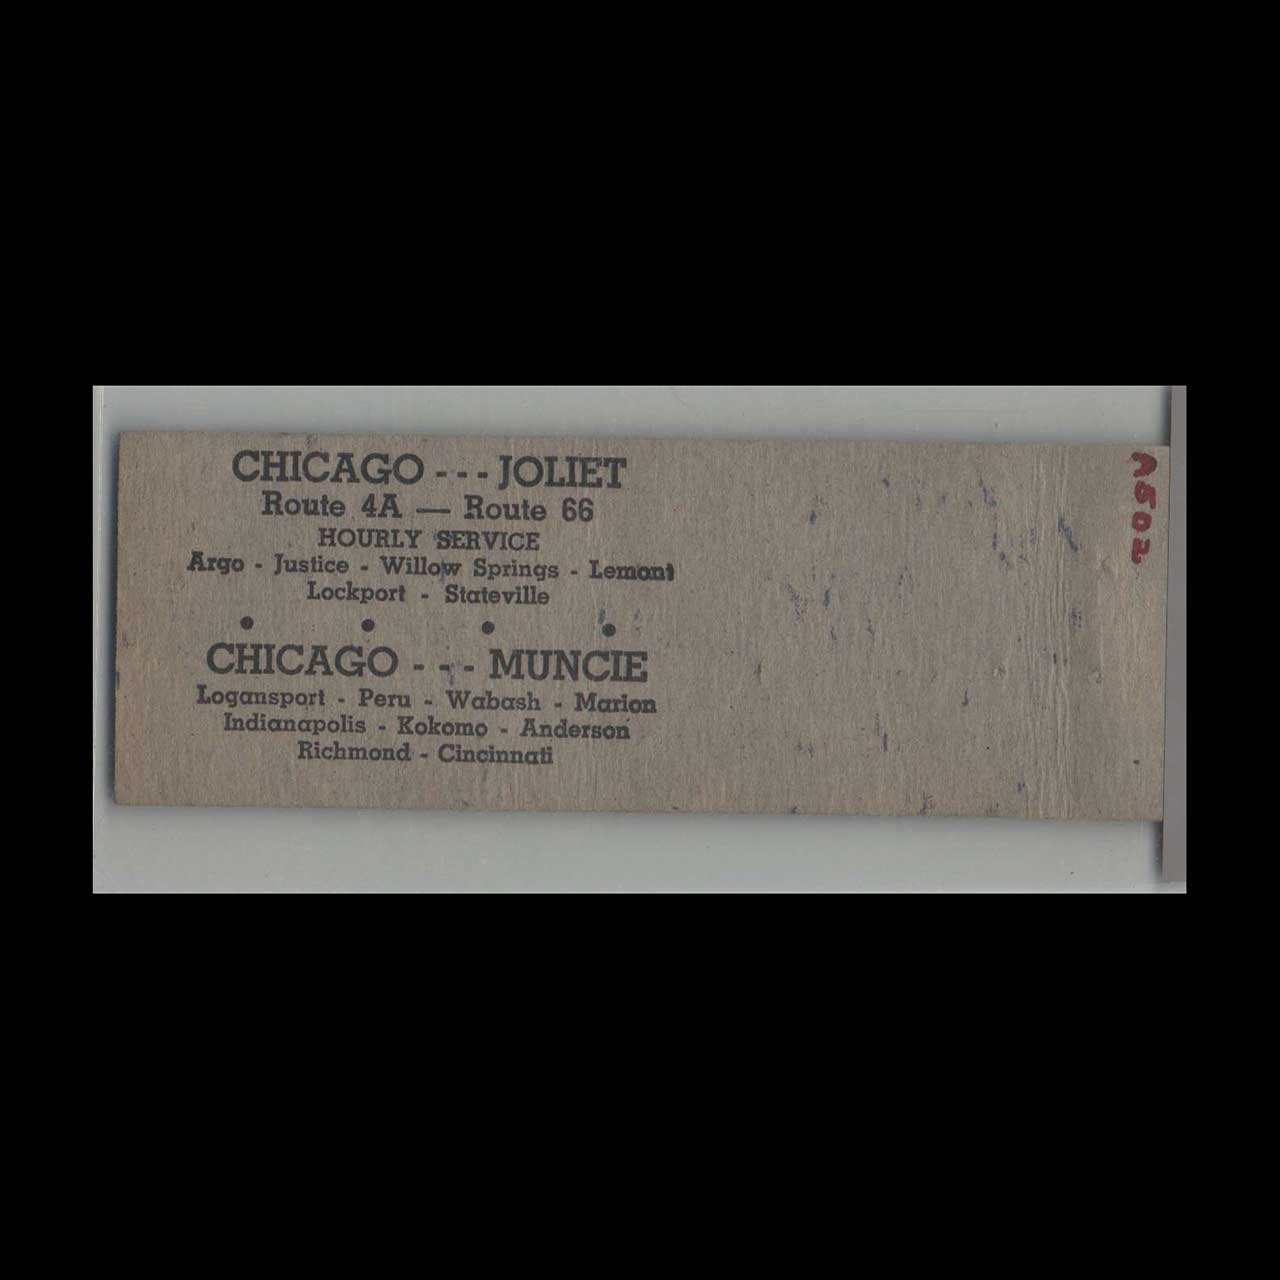 CHICAGO - - - JOLIET
Route 4A — Route 66
HOURLY SERVICE
Argo - Justice - Willow Springs - Lemont
Lockport - Stateville
• • • •
CHICAGO - - - MUNCIE
Logansport - Peru - Wabash - Marion
Indianapolis - Kokomo - Anderson
Richmond - Cincinnati
A502